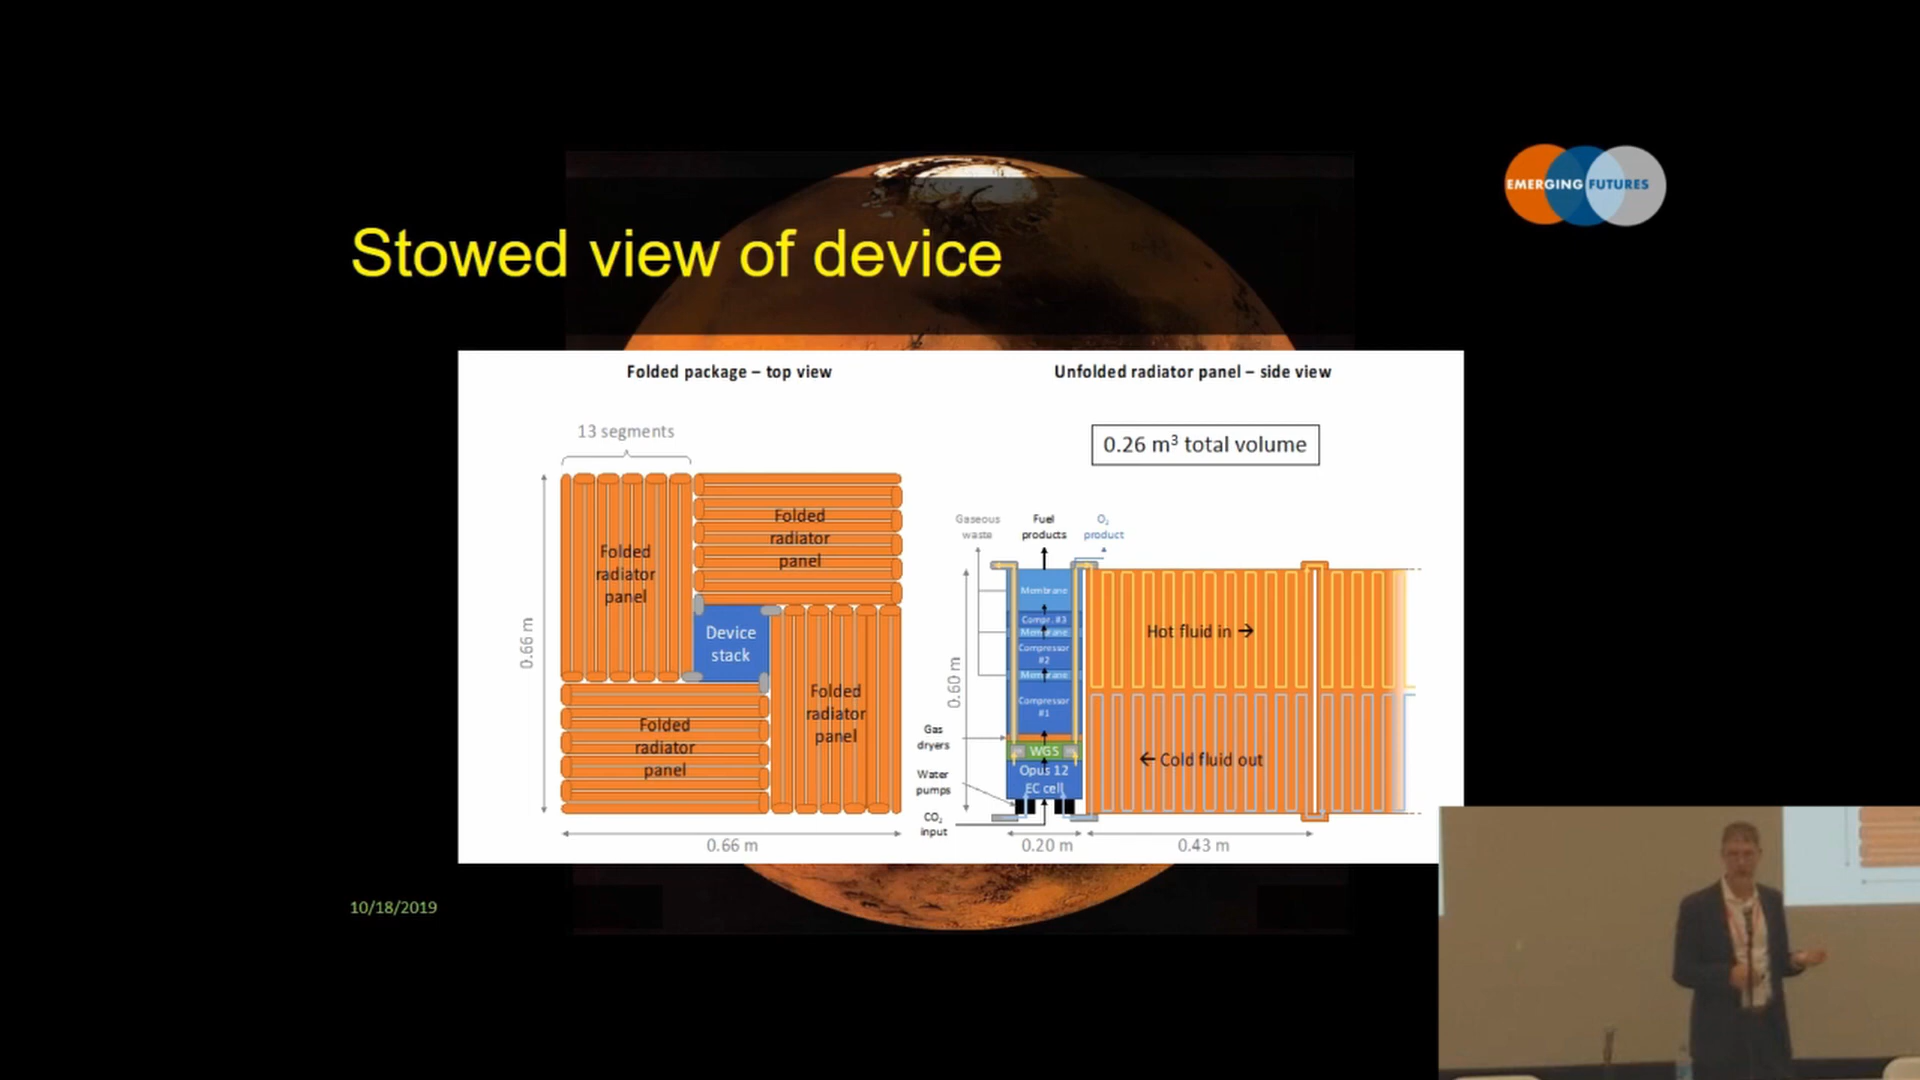 EMERGING FUTURES
Stowed view of device
Folded package – top view
Unfolded radiator panel – side view
13 segments
0.26 m³ total volume
Folded
radiator
panel
Folded
radiator
panel
Device
stack
Folded
radiator
panel
Folded
radiator
panel
0.66 m
0.66 m
Gaseous
waste
Fuel
products
O₂
product
Membrane
Compr. #3
Membrane
Compressor
#2
Membrane
Compressor
#1
WGS
Opus 12
EC cell
0.60 m
Gas
dryers
Water
pumps
CO₂
input
Hot fluid in →
← Cold fluid out
0.20 m
0.43 m
10/18/2019